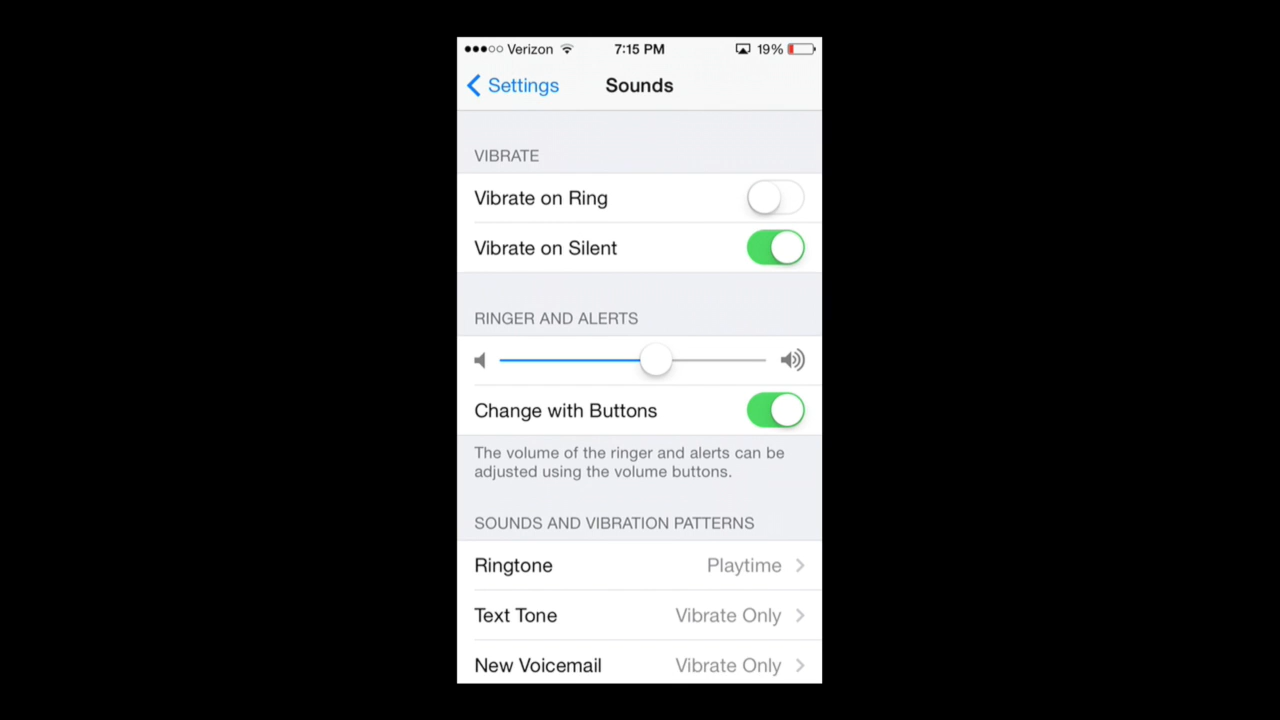 Verizon 7:15 PM 19%
Settings Sounds
VIBRATE
Vibrate on Ring
Vibrate on Silent
RINGER AND ALERTS
Change with Buttons
The volume of the ringer and alerts can be
adjusted using the volume buttons.
SOUNDS AND VIBRATION PATTERNS
Ringtone Playtime
Text Tone Vibrate Only
New Voicemail Vibrate Only